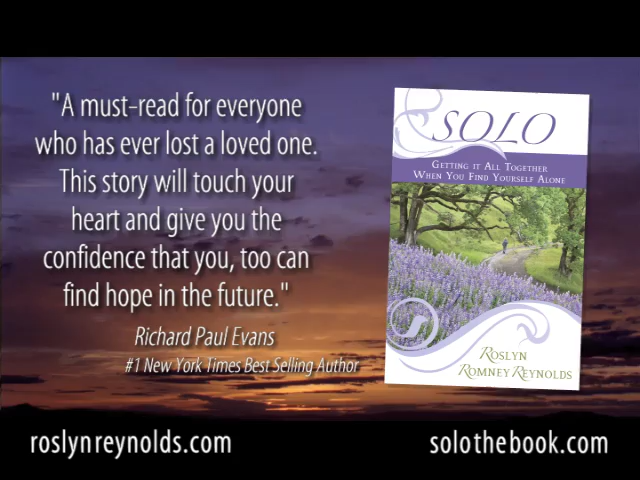 "A must-read for everyone
who has ever lost a loved one.
This story will touch your
heart and give you the
confidence that you, too can
find hope in the future."
Richard Paul Evans
#1 New York Times Best Selling Author
SOLO
Getting it All Together
When You Find Yourself Alone
Roslyn
Romney Reynolds
roslynreynolds.com
solothebook.com